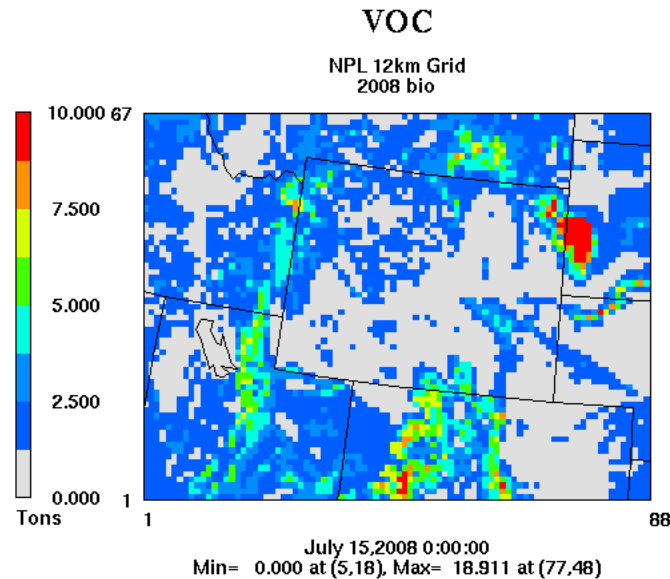 VOC
NPL 12km Grid
2008 bio
10.000
67
7.500
5.000
2.500
0.000
1
Tons
1
88
July 15,2008 0:00:00
Min= 0.000 at (5,18), Max= 18.911 at (77,48)